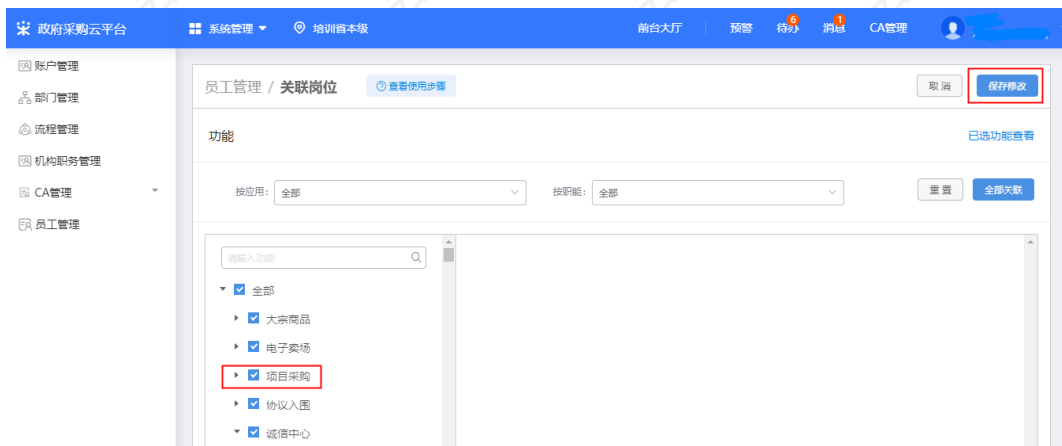 政府采购云平台 系统管理 培训省本级 前台大厅 预警 待办 6 消息 1 CA管理
账户管理
部门管理
流程管理
机构职务管理
CA管理
员工管理
员工管理 / 关联岗位 查看使用步骤 取消 保存修改
功能 已选功能查看
按应用: 全部 按职能: 全部 重置 全部关联
请输入功能
全部
大宗商品
电子卖场
项目采购
协议入围
诚信中心